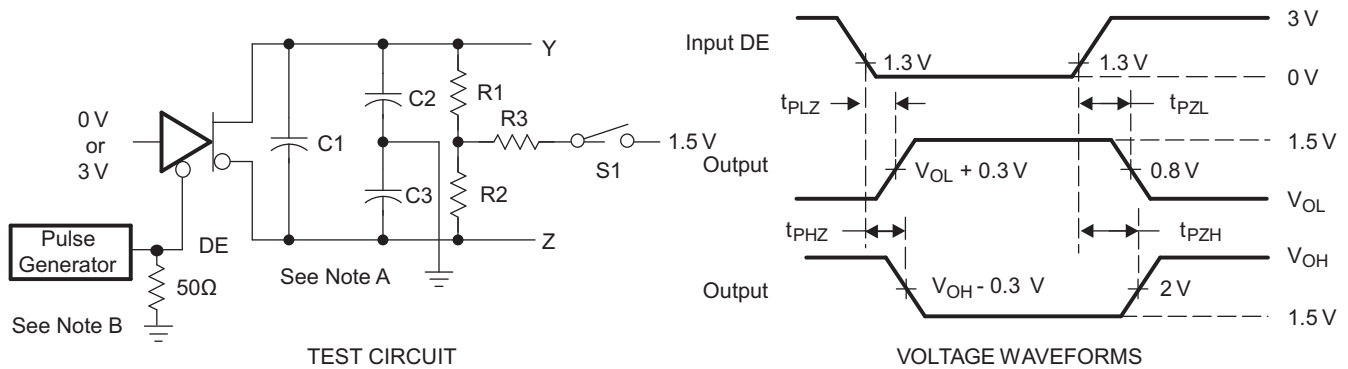 0 V
or
3 V
Pulse
Generator
DE
50Ω
See Note B
See Note A
C1
C2
C3
R1
R2
R3
S1
Y
Z
1.5 V
TEST CIRCUIT
Input DE
3 V
1.3 V
1.3 V
0 V
tPLZ
tPZL
1.5 V
Output
VOL + 0.3 V
0.8 V
VOL
tPHZ
tPZH
VOH
Output
VOH - 0.3 V
2 V
1.5 V
VOLTAGE WAVEFORMS